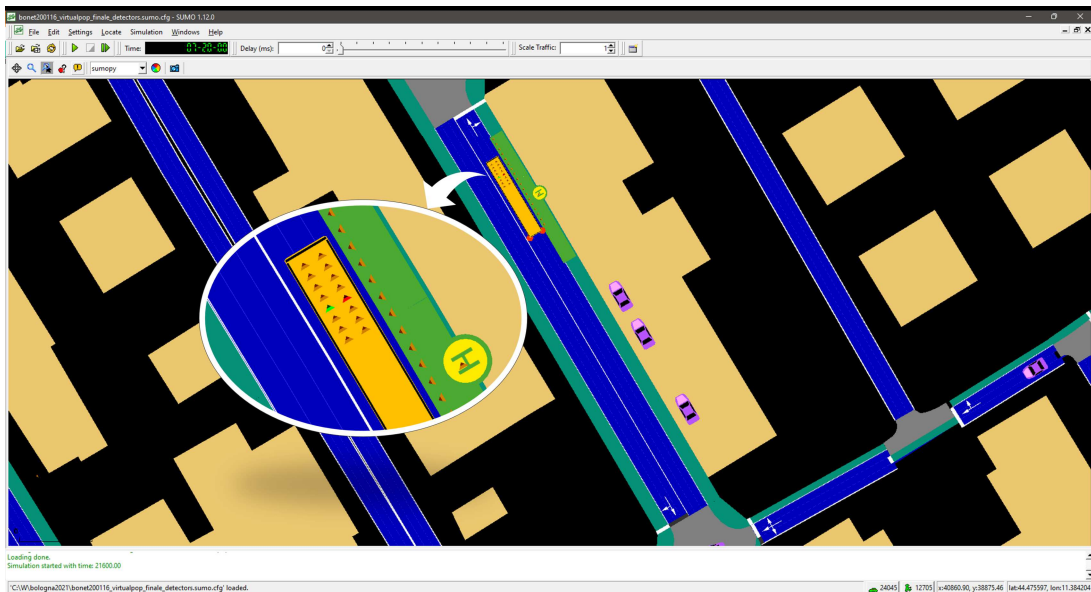 bonet200116_virtualpop_finale_detectors.sumo.cfg - SUMO 1.12.0
File Edit Settings Locate Simulation Windows Help
Time: 07-20-00 Delay (ms): 0 Scale Traffic: 1
sumopy
H
H
Loading done.
Simulation started with time: 21600.00
'C:\W\bologna2021\bonet200116_virtualpop_finale_detectors.sumo.cfg' loaded.
24045 12705 x:40860.90, y:38875.46 lat:44.475597, lon:11.384204